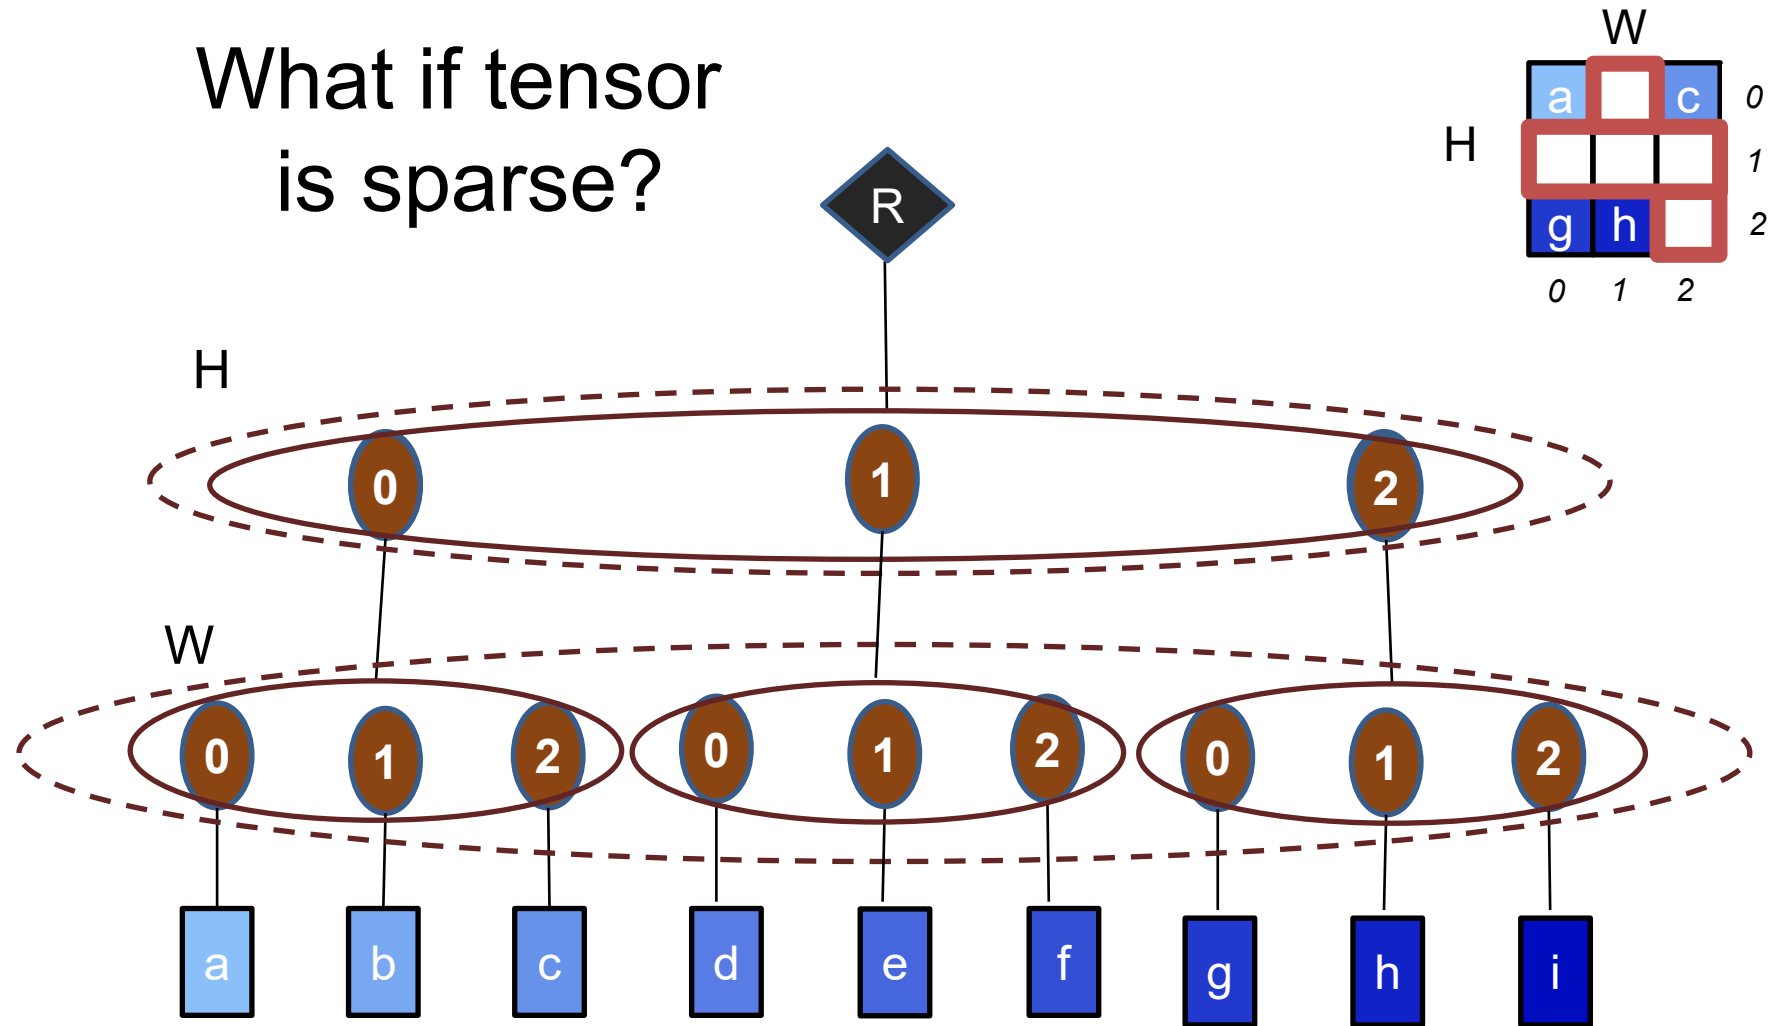 What if tensor
is sparse?
W
a c 0
H 1
g h 2
0 1 2
R
H
0 1 2
W
0 1 2 0 1 2 0 1 2
a b c d e f g h i